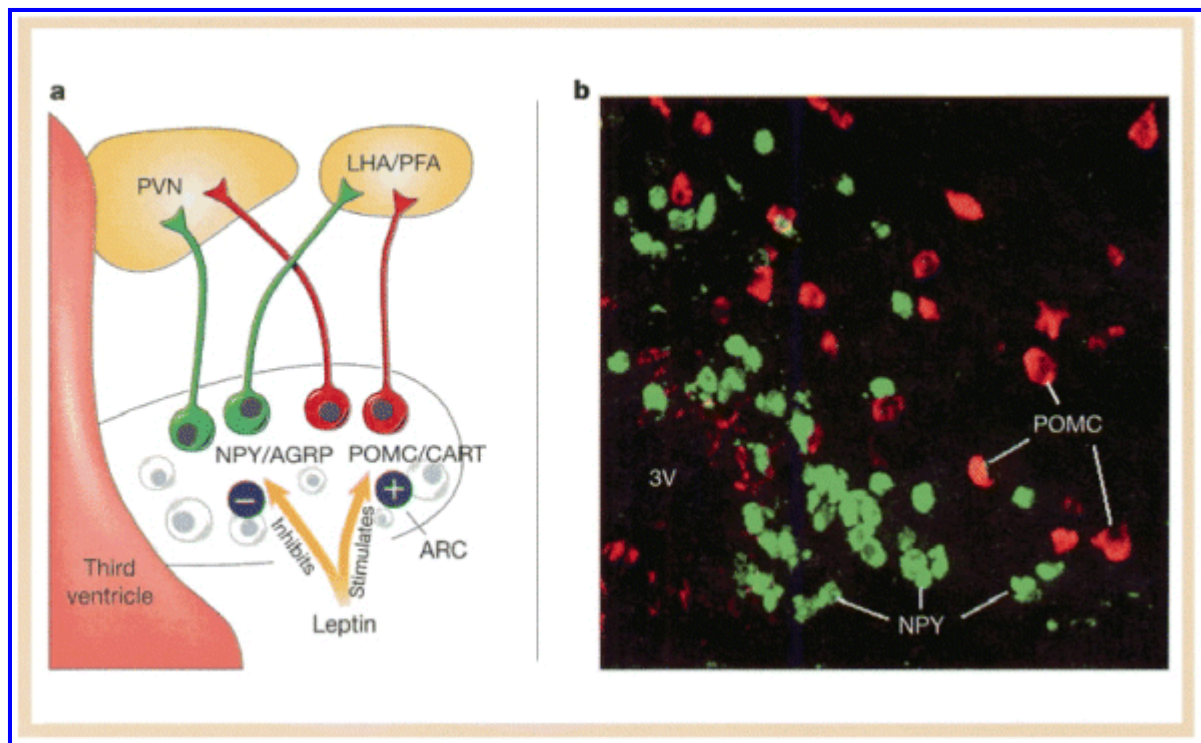 a
PVN
LHA/PFA
NPY/AGRP
POMC/CART
−
+
Inhibits
Stimulates
ARC
Third
ventricle
Leptin
b
POMC
3V
NPY